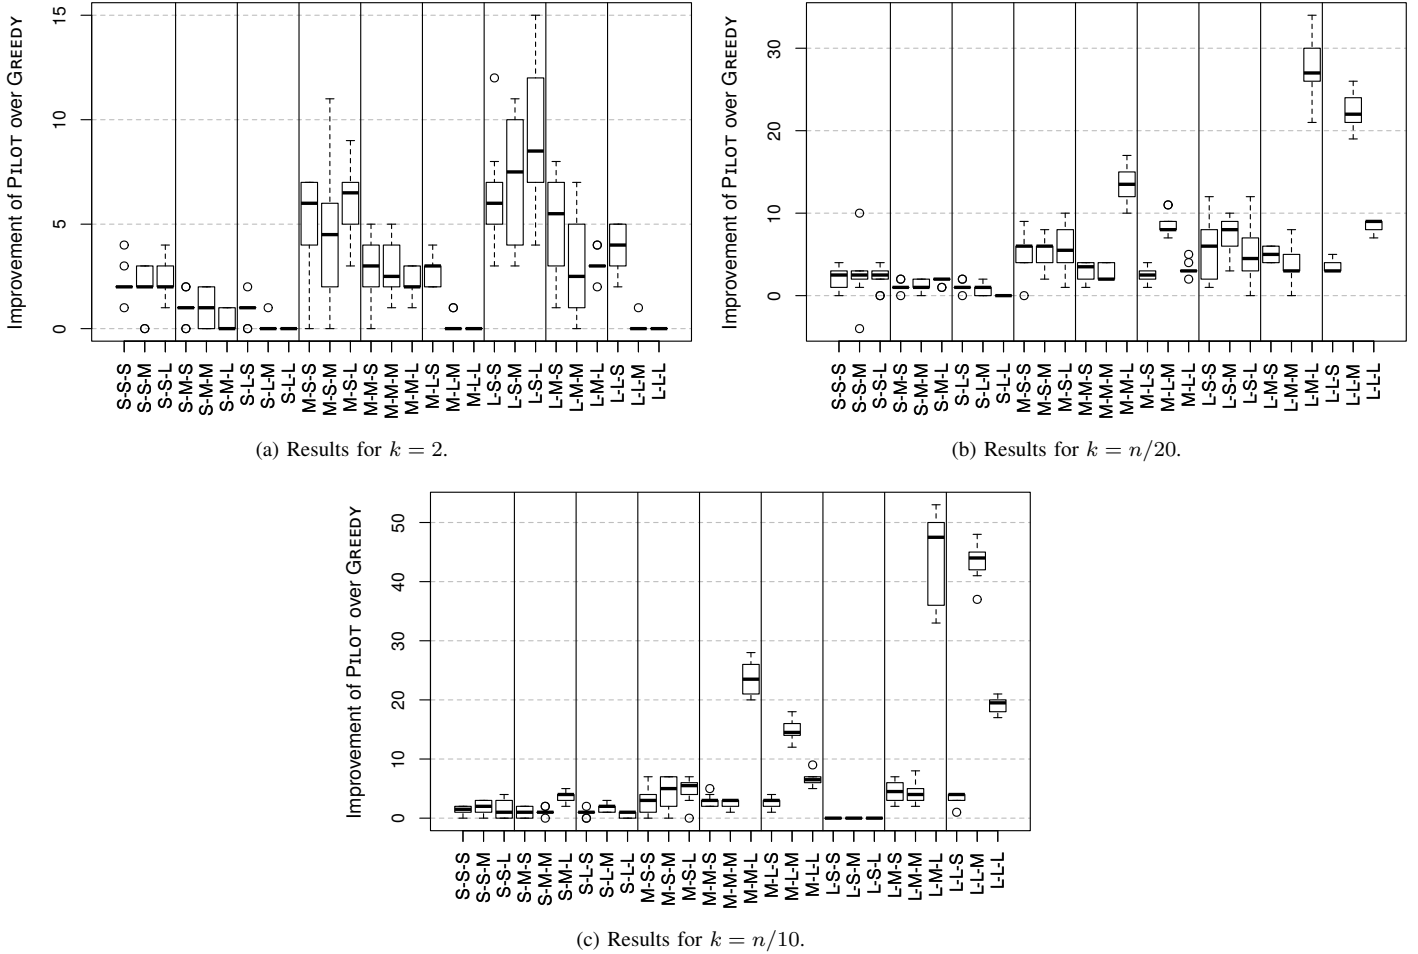 Improvement of PILOT over GREEDY
15
10
5
0
S-S-S S-S-M S-S-L S-M-S S-M-M S-M-L S-L-S S-L-M S-L-L M-S-S M-S-M M-S-L M-M-S M-M-M M-M-L M-L-S M-L-M M-L-L L-S-S L-S-M L-S-L L-M-S L-M-M L-M-L L-L-S L-L-M L-L-L
(a) Results for k = 2.
Improvement of PILOT over GREEDY
30
20
10
0
S-S-S S-S-M S-S-L S-M-S S-M-M S-M-L S-L-S S-L-M S-L-L M-S-S M-S-M M-S-L M-M-S M-M-M M-M-L M-L-S M-L-M M-L-L L-S-S L-S-M L-S-L L-M-S L-M-M L-M-L L-L-S L-L-M L-L-L
(b) Results for k = n/20.
Improvement of PILOT over GREEDY
50
40
30
20
10
0
S-S-S S-S-M S-S-L S-M-S S-M-M S-M-L S-L-S S-L-M S-L-L M-S-S M-S-M M-S-L M-M-S M-M-M M-M-L M-L-S M-L-M M-L-L L-S-S L-S-M L-S-L L-M-S L-M-M L-M-L L-L-S L-L-M L-L-L
(c) Results for k = n/10.